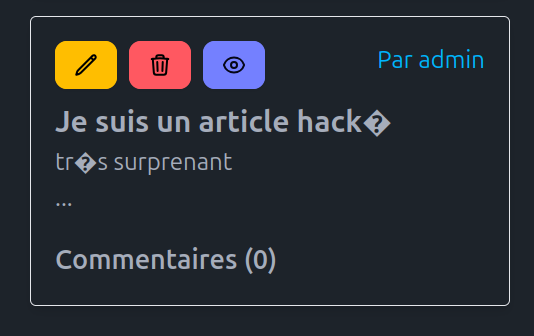 Par admin
Je suis un article hack�
tr�s surprenant
...
Commentaires (0)